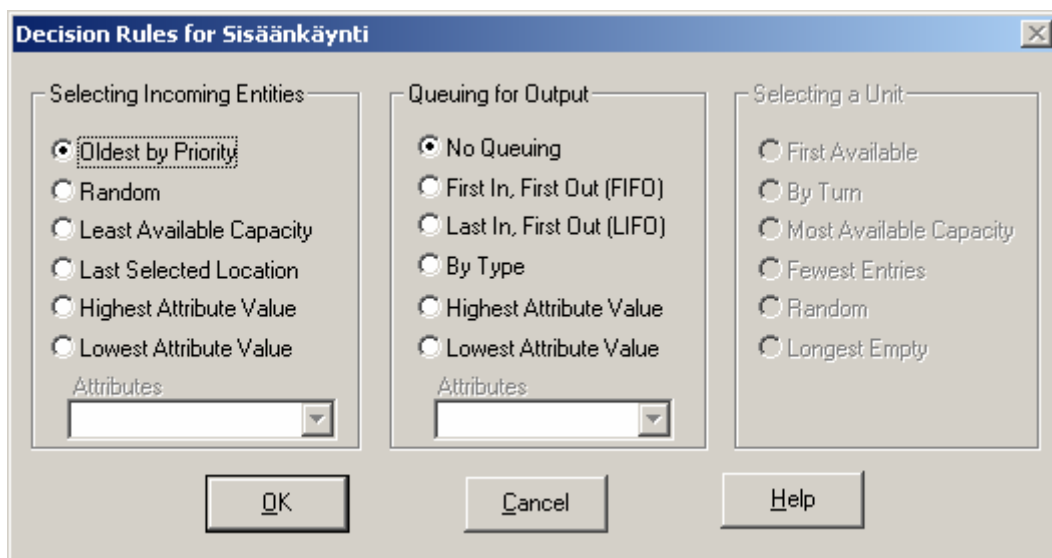 Decision Rules for Sisäänkäynti
Selecting Incoming Entities
Oldest by Priority
Random
Least Available Capacity
Last Selected Location
Highest Attribute Value
Lowest Attribute Value
Attributes
Queuing for Output
No Queuing
First In, First Out (FIFO)
Last In, First Out (LIFO)
By Type
Highest Attribute Value
Lowest Attribute Value
Attributes
Selecting a Unit
First Available
By Turn
Most Available Capacity
Fewest Entries
Random
Longest Empty
OK
Cancel
Help